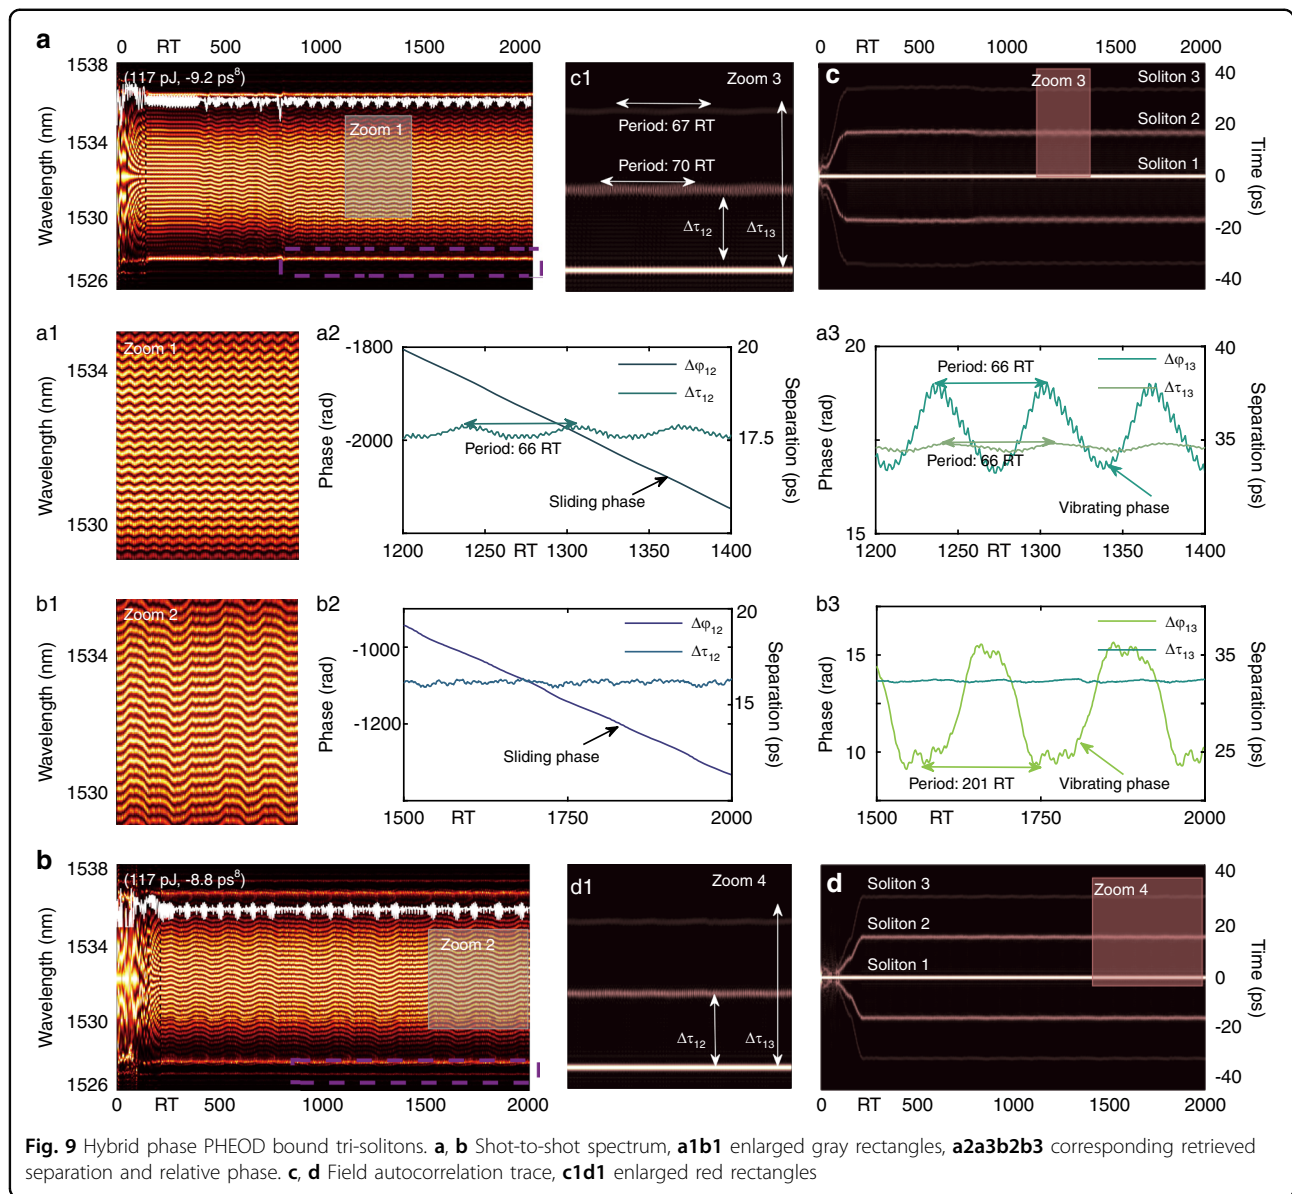 a
0 RT 500 1000 1500 2000
1538
1534
1530
1526
Wavelength (nm)
(117 pJ, -9.2 ps⁸)
Zoom 1
c1
Zoom 3
Period: 67 RT
Period: 70 RT
Δτ₁₂
Δτ₁₃
0 RT 500 1000 1500 2000
c
Zoom 3
Soliton 3
Soliton 2
Soliton 1
40
20
0
-20
-40
Time (ps)
a1
Zoom 1
1534
1530
Wavelength (nm)
a2
-1800
-2000
Phase (rad)
Δφ₁₂
Δτ₁₂
Period: 66 RT
Sliding phase
20
17.5
Separation (ps)
1200 1250 RT 1300 1350 1400
a3
20
15
Phase (rad)
Period: 66 RT
Δφ₁₃
Δτ₁₃
Period: 66 RT
Vibrating phase
40
35
Separation (ps)
1200 1250 RT 1300 1350 1400
b1
Zoom 2
1534
1530
Wavelength (nm)
b2
-1000
-1200
Phase (rad)
Δφ₁₂
Δτ₁₂
Sliding phase
20
16
Separation (ps)
1500 RT 1750 2000
b3
15
10
Phase (rad)
Δφ₁₃
Δτ₁₃
Period: 201 RT
Vibrating phase
35
25
Separation (ps)
1500 RT 1750 2000
b
1538
1534
1530
1526
Wavelength (nm)
(117 pJ, -8.8 ps⁸)
Zoom 2
0 RT 500 1000 1500 2000
d1
Zoom 4
Δτ₁₂
Δτ₁₃
d
Soliton 3
Soliton 2
Soliton 1
Zoom 4
40
20
0
-20
-40
Time (ps)
0 RT 500 1000 1500 2000
Fig. 9 Hybrid phase PHEOD bound tri-solitons. a, b Shot-to-shot spectrum, a1b1 enlarged gray rectangles, a2a3b2b3 corresponding retrieved
separation and relative phase. c, d Field autocorrelation trace, c1d1 enlarged red rectangles